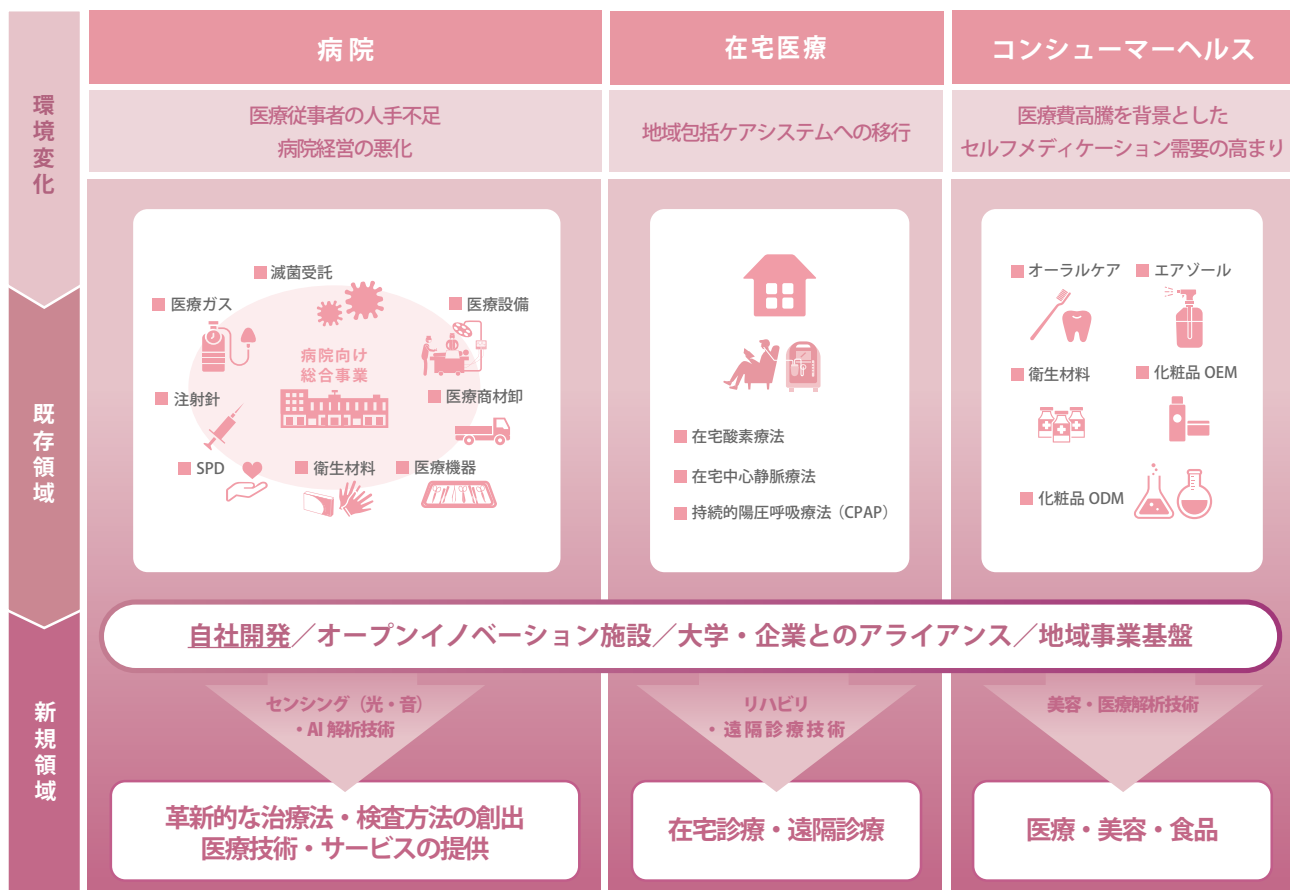 環境変化
病院
在宅医療
コンシューマーヘルス
医療従事者の人手不足
病院経営の悪化
地域包括ケアシステムへの移行
医療費高騰を背景とした
セルフメディケーション需要の高まり
既存領域
滅菌受託
医療ガス
医療設備
病院向け
総合事業
注射針
医療商材卸
SPD
衛生材料
医療機器
在宅酸素療法
在宅中心静脈療法
持続的陽圧呼吸療法（CPAP）
オーラルケア
エアゾール
衛生材料
化粧品 OEM
化粧品 ODM
自社開発／オープンイノベーション施設／大学・企業とのアライアンス／地域事業基盤
新規領域
センシング（光・音）
・AI 解析技術
リハビリ
・遠隔診療技術
美容・医療解析技術
革新的な治療法・検査方法の創出
医療技術・サービスの提供
在宅診療・遠隔診療
医療・美容・食品